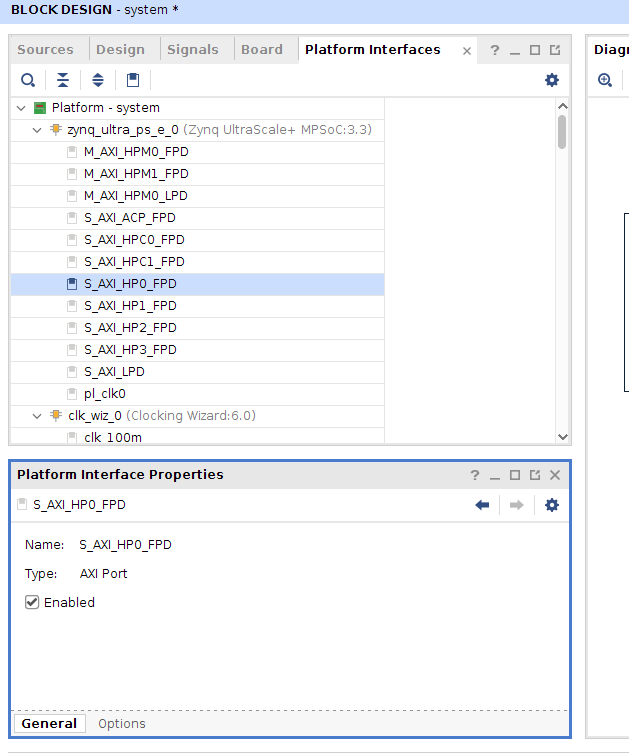 BLOCK DESIGN - system *
Sources Design Signals Board Platform Interfaces × ? Diagr
Platform - system
zynq_ultra_ps_e_0 (Zynq UltraScale+ MPSoC:3.3)
M_AXI_HPM0_FPD
M_AXI_HPM1_FPD
M_AXI_HPM0_LPD
S_AXI_ACP_FPD
S_AXI_HPC0_FPD
S_AXI_HPC1_FPD
S_AXI_HP0_FPD
S_AXI_HP1_FPD
S_AXI_HP2_FPD
S_AXI_HP3_FPD
S_AXI_LPD
pl_clk0
clk_wiz_0 (Clocking Wizard:6.0)
clk_100m
Platform Interface Properties ?
S_AXI_HP0_FPD
Name: S_AXI_HP0_FPD
Type: AXI Port
Enabled
General Options